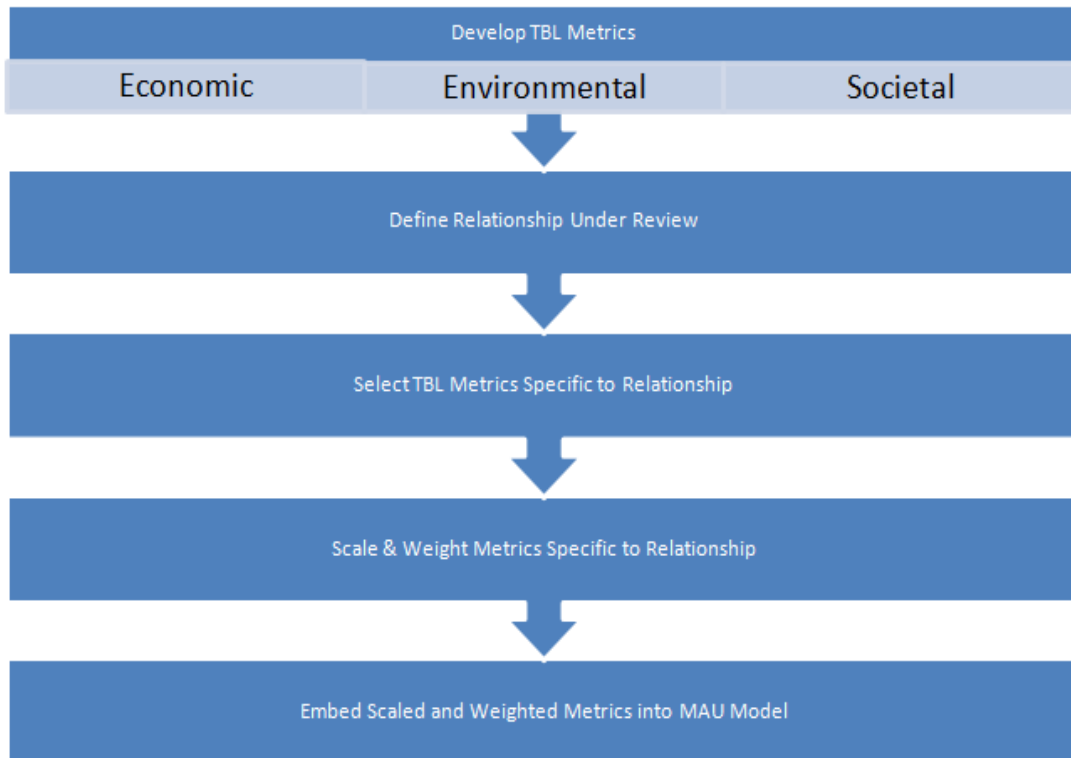 Develop TBL Metrics
Economic
Environmental
Societal
Define Relationship Under Review
Select TBL Metrics Specific to Relationship
Scale & Weight Metrics Specific to Relationship
Embed Scaled and Weighted Metrics into MAU Model